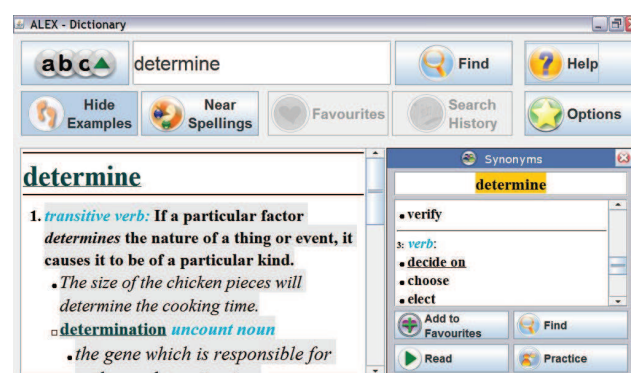 ALEX - Dictionary
abc
determine
Find
Help
Hide
Examples
Near
Spellings
Favourites
Search
History
Options
determine
1. transitive verb: If a particular factor
determines the nature of a thing or event, it
causes it to be of a particular kind.
The size of the chicken pieces will
determine the cooking time.
determination uncount noun
the gene which is responsible for
Synonyms
determine
verify
3: verb:
decide on
choose
elect
Add to
Favourites
Find
Read
Practice